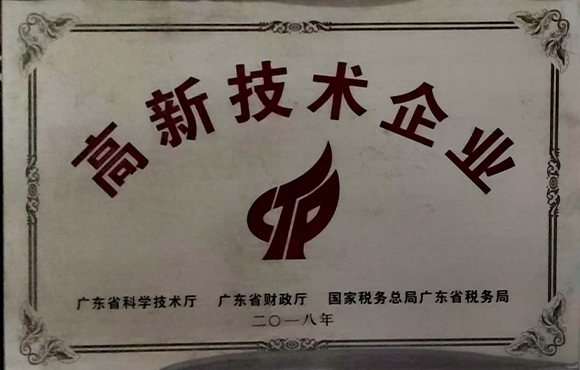 高新技术企业
广东省科学技术厅 广东省财政厅 国家税务总局广东省税务局
二〇一八年